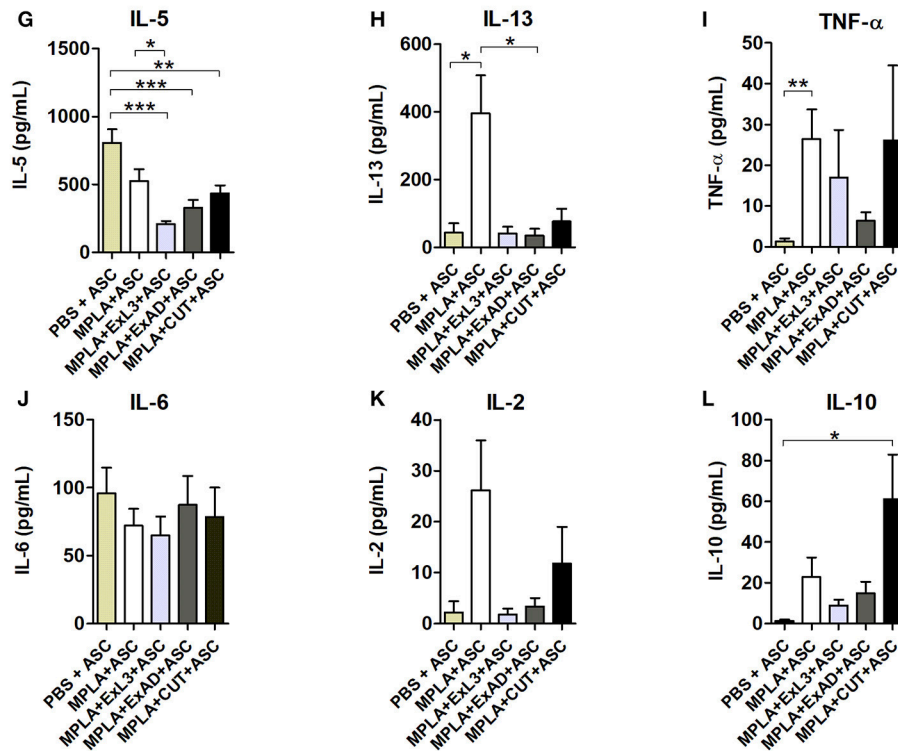 G
IL-5
IL-5 (pg/mL)
1500
1000
500
0
*
**
***
***
PBS + ASC
MPLA+ASC
MPLA+ExL3+ASC
MPLA+ExAD+ASC
MPLA+CUT+ASC
H
IL-13
IL-13 (pg/mL)
600
400
200
0
*
*
PBS + ASC
MPLA+ASC
MPLA+ExL3+ASC
MPLA+ExAD+ASC
MPLA+CUT+ASC
I
TNF-α
TNF-α (pg/mL)
50
40
30
20
10
0
**
PBS + ASC
MPLA+ASC
MPLA+ExL3+ASC
MPLA+ExAD+ASC
MPLA+CUT+ASC
J
IL-6
IL-6 (pg/mL)
150
100
50
0
PBS + ASC
MPLA+ASC
MPLA+ExL3+ASC
MPLA+ExAD+ASC
MPLA+CUT+ASC
K
IL-2
IL-2 (pg/mL)
40
30
20
10
0
PBS + ASC
MPLA+ASC
MPLA+ExL3+ASC
MPLA+ExAD+ASC
MPLA+CUT+ASC
L
IL-10
IL-10 (pg/mL)
100
80
60
40
20
0
*
PBS + ASC
MPLA+ASC
MPLA+ExL3+ASC
MPLA+ExAD+ASC
MPLA+CUT+ASC